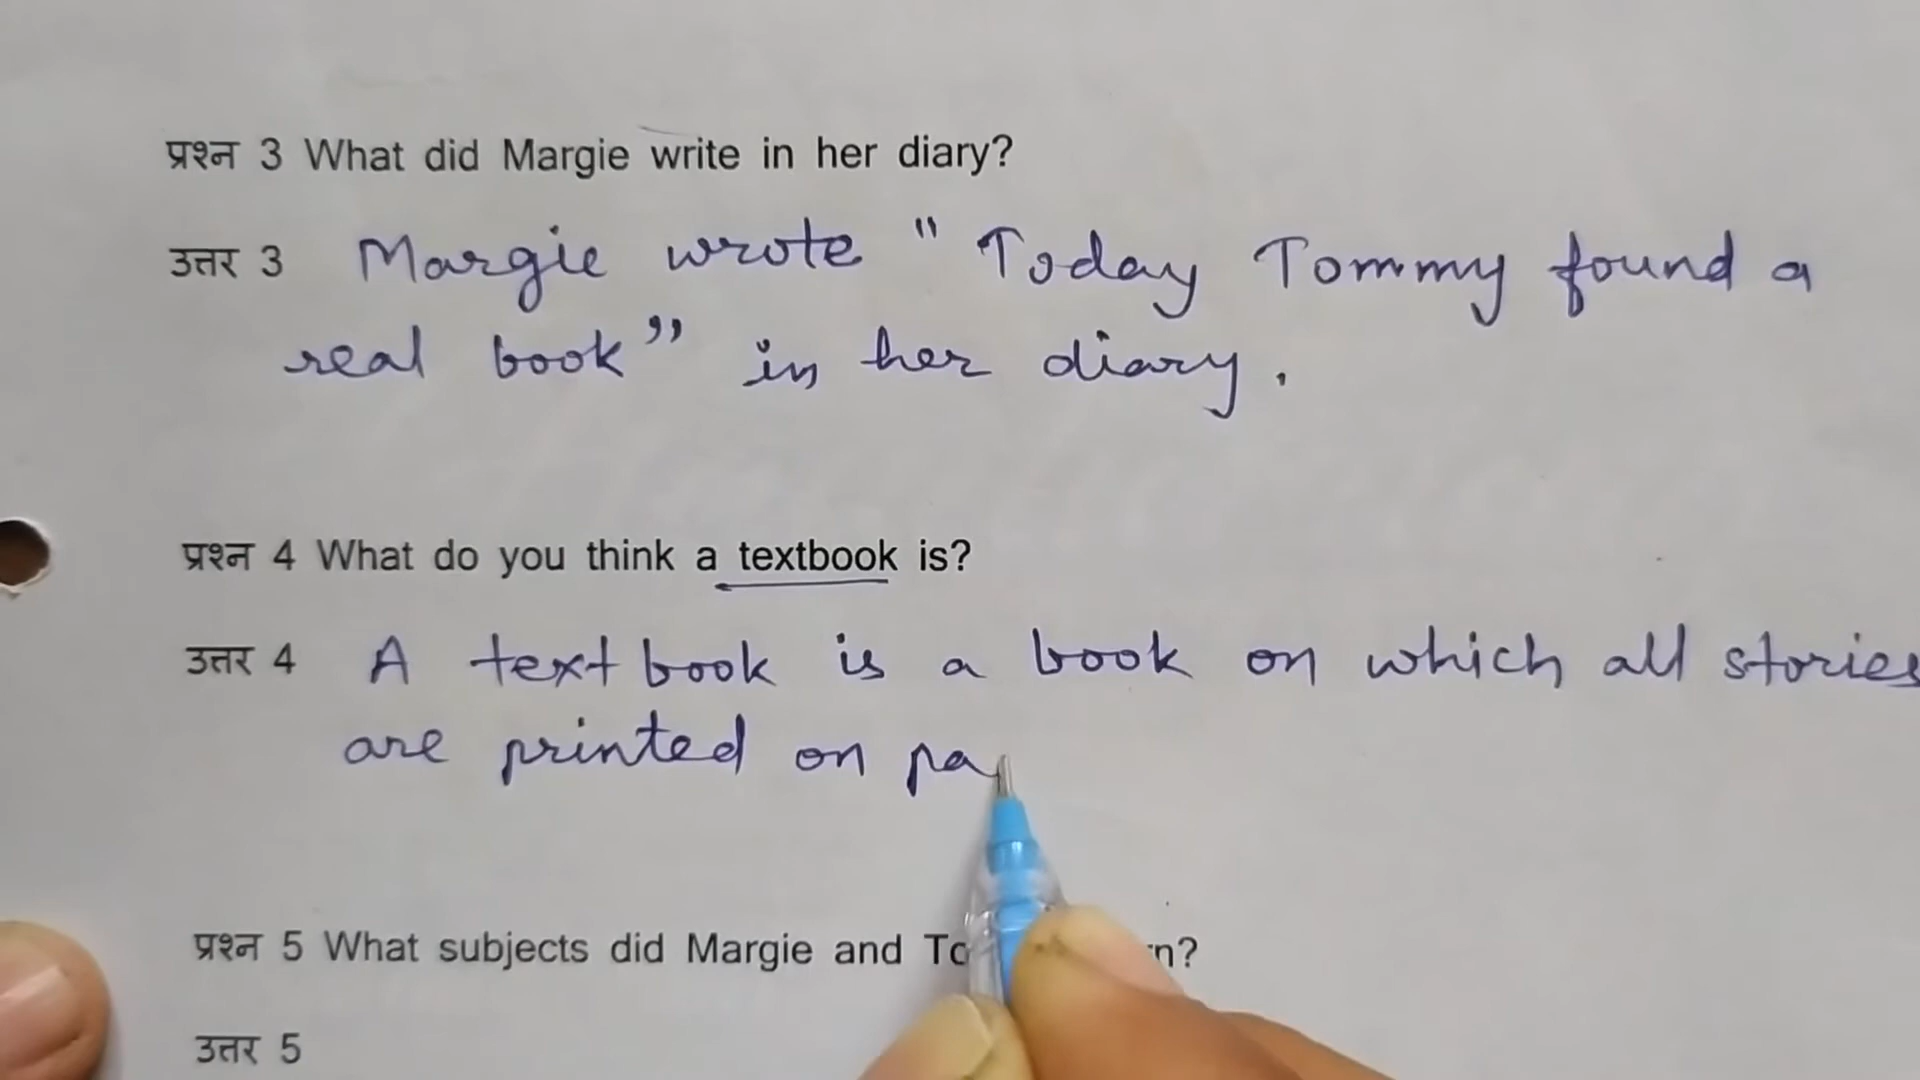 प्रश्न 3 What did Margie write in her diary?
उत्तर 3 Margie wrote " Today Tommy found a
real book" in her diary.
प्रश्न 4 What do you think a textbook is?
उत्तर 4 A text book is a book on which all stories
are printed on pa
प्रश्न 5 What subjects did Margie and To n?
उत्तर 5